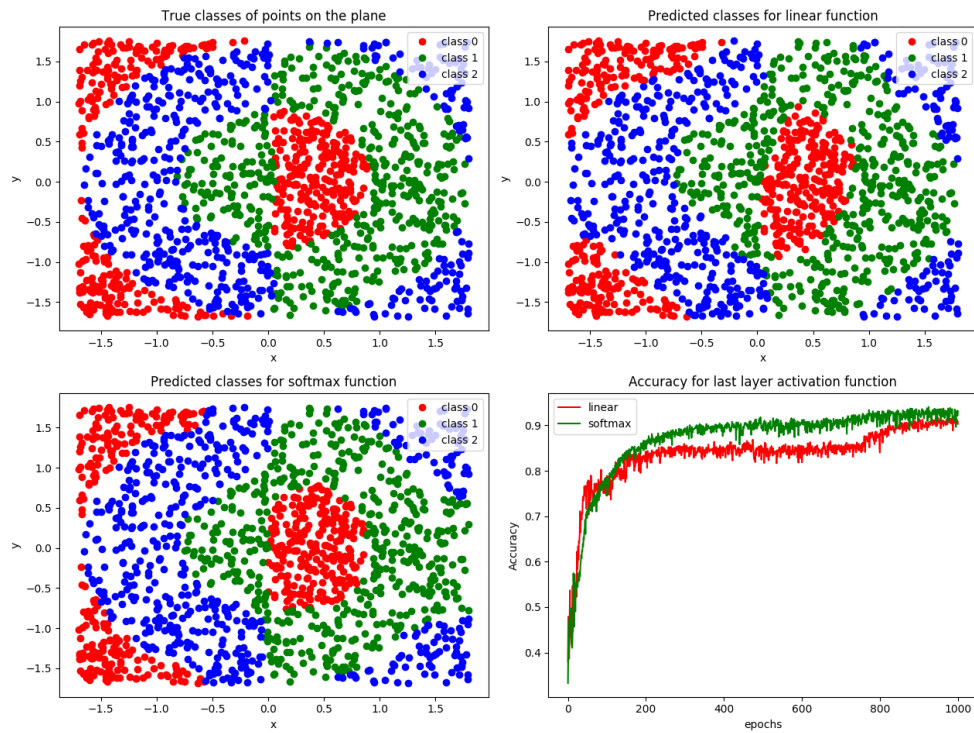 True classes of points on the plane
class 0
class 1
class 2
1.5
1.0
0.5
0.0
−0.5
−1.0
−1.5
y
−1.5 −1.0 −0.5 0.0 0.5 1.0 1.5
x
Predicted classes for linear function
class 0
class 1
class 2
1.5
1.0
0.5
0.0
−0.5
−1.0
−1.5
y
−1.5 −1.0 −0.5 0.0 0.5 1.0 1.5
x
Predicted classes for softmax function
class 0
class 1
class 2
1.5
1.0
0.5
0.0
−0.5
−1.0
−1.5
y
−1.5 −1.0 −0.5 0.0 0.5 1.0 1.5
x
Accuracy for last layer activation function
linear
softmax
0.9
0.8
0.7
0.6
0.5
0.4
Accuracy
0 200 400 600 800 1000
epochs